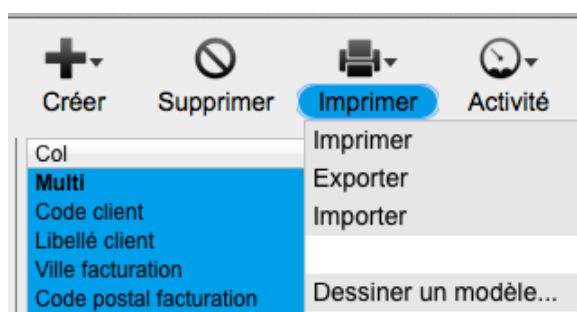 Créer Supprimer Imprimer Activité
Imprimer
Exporter
Importer
Dessiner un modèle...
Col
Multi
Code client
Libellé client
Ville facturation
Code postal facturation